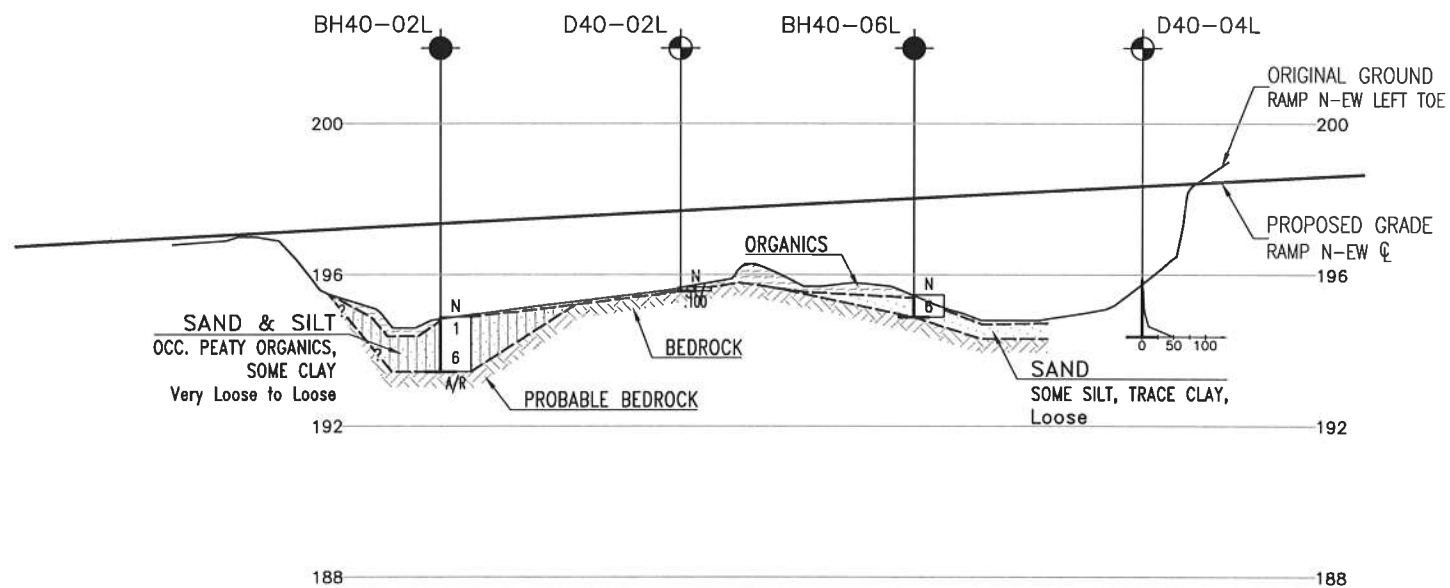 BH40-02L
D40-02L
BH40-06L
D40-04L
ORIGINAL GROUND
RAMP N-EW LEFT TOE
200
200
PROPOSED GRADE
RAMP N-EW ℄
ORGANICS
196
196
N
N
N
100
1
6
6
A/R
SAND & SILT
OCC. PEATY ORGANICS,
SOME CLAY
Very Loose to Loose
?
?
BEDROCK
PROBABLE BEDROCK
0 50 100
SAND
SOME SILT, TRACE CLAY,
Loose
192
192
188
188